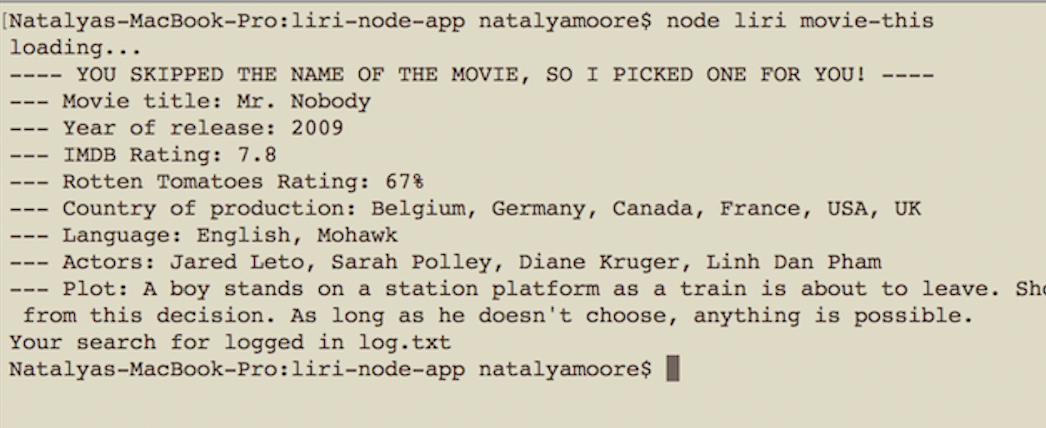 [Natalyas-MacBook-Pro:liri-node-app natalyamoore$ node liri movie-this
loading...
---- YOU SKIPPED THE NAME OF THE MOVIE, SO I PICKED ONE FOR YOU! ----
--- Movie title: Mr. Nobody
--- Year of release: 2009
--- IMDB Rating: 7.8
--- Rotten Tomatoes Rating: 67%
--- Country of production: Belgium, Germany, Canada, France, USA, UK
--- Language: English, Mohawk
--- Actors: Jared Leto, Sarah Polley, Diane Kruger, Linh Dan Pham
--- Plot: A boy stands on a station platform as a train is about to leave.
from this decision. As long as he doesn't choose, anything is possible.
Your search for logged in log.txt
Natalyas-MacBook-Pro:liri-node-app natalyamoore$